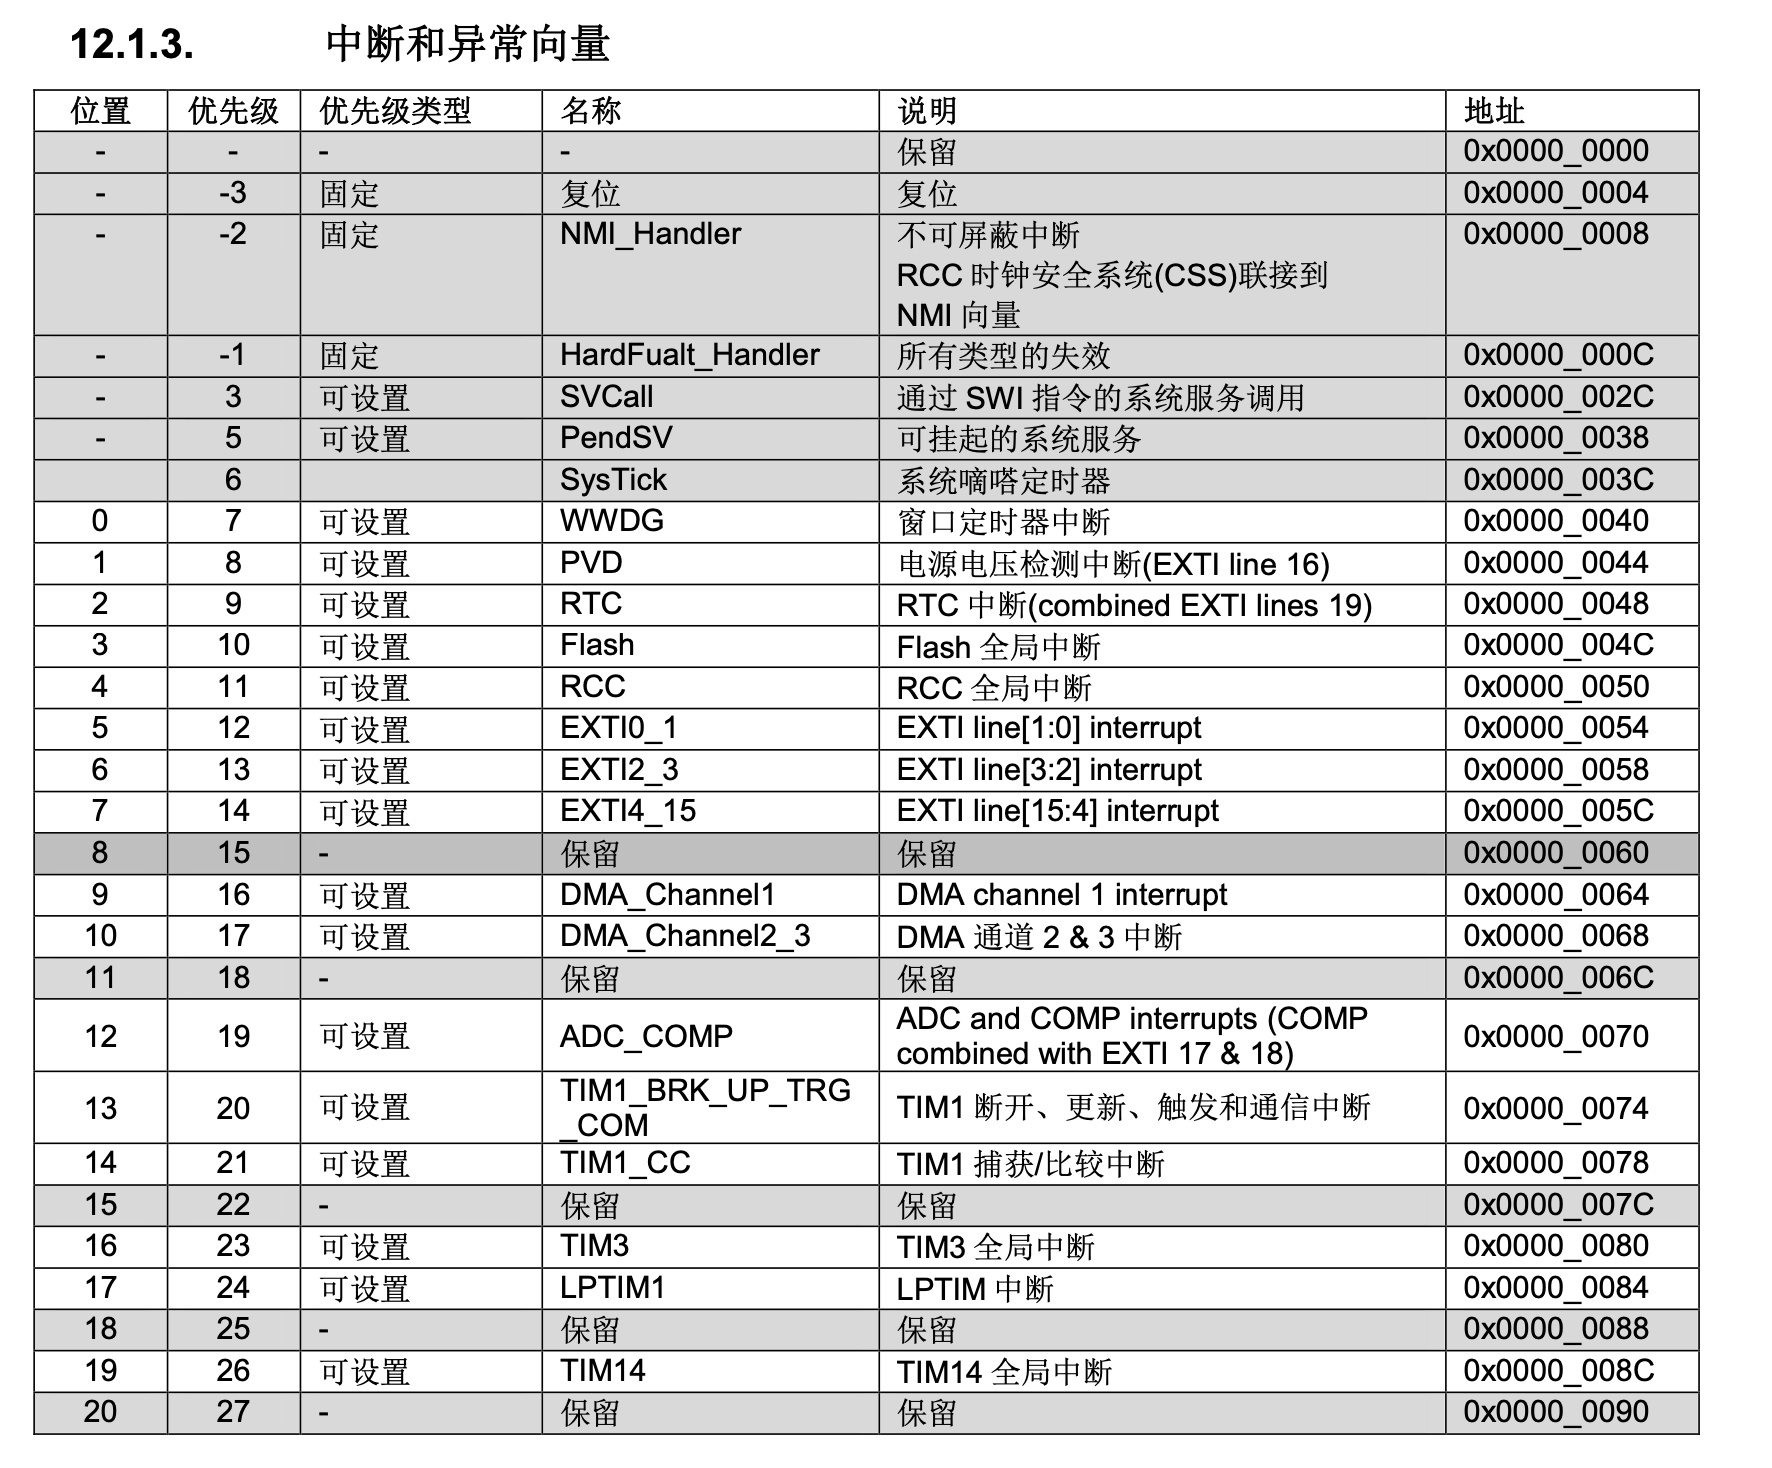 12.1.3. 中断和异常向量
位置 优先级 优先级类型 名称 说明 地址
- - - - 保留 0x0000_0000
- -3 固定 复位 复位 0x0000_0004
- -2 固定 NMI_Handler 不可屏蔽中断 0x0000_0008
RCC 时钟安全系统(CSS)联接到
NMI 向量
- -1 固定 HardFualt_Handler 所有类型的失效 0x0000_000C
- 3 可设置 SVCall 通过 SWI 指令的系统服务调用 0x0000_002C
- 5 可设置 PendSV 可挂起的系统服务 0x0000_0038
6 SysTick 系统嘀嗒定时器 0x0000_003C
0 7 可设置 WWDG 窗口定时器中断 0x0000_0040
1 8 可设置 PVD 电源电压检测中断(EXTI line 16) 0x0000_0044
2 9 可设置 RTC RTC 中断(combined EXTI lines 19) 0x0000_0048
3 10 可设置 Flash Flash 全局中断 0x0000_004C
4 11 可设置 RCC RCC 全局中断 0x0000_0050
5 12 可设置 EXTI0_1 EXTI line[1:0] interrupt 0x0000_0054
6 13 可设置 EXTI2_3 EXTI line[3:2] interrupt 0x0000_0058
7 14 可设置 EXTI4_15 EXTI line[15:4] interrupt 0x0000_005C
8 15 - 保留 保留 0x0000_0060
9 16 可设置 DMA_Channel1 DMA channel 1 interrupt 0x0000_0064
10 17 可设置 DMA_Channel2_3 DMA 通道 2 & 3 中断 0x0000_0068
11 18 - 保留 保留 0x0000_006C
12 19 可设置 ADC_COMP ADC and COMP interrupts (COMP
combined with EXTI 17 & 18) 0x0000_0070
13 20 可设置 TIM1_BRK_UP_TRG
_COM TIM1 断开、更新、触发和通信中断 0x0000_0074
14 21 可设置 TIM1_CC TIM1 捕获/比较中断 0x0000_0078
15 22 - 保留 保留 0x0000_007C
16 23 可设置 TIM3 TIM3 全局中断 0x0000_0080
17 24 可设置 LPTIM1 LPTIM 中断 0x0000_0084
18 25 - 保留 保留 0x0000_0088
19 26 可设置 TIM14 TIM14 全局中断 0x0000_008C
20 27 - 保留 保留 0x0000_0090